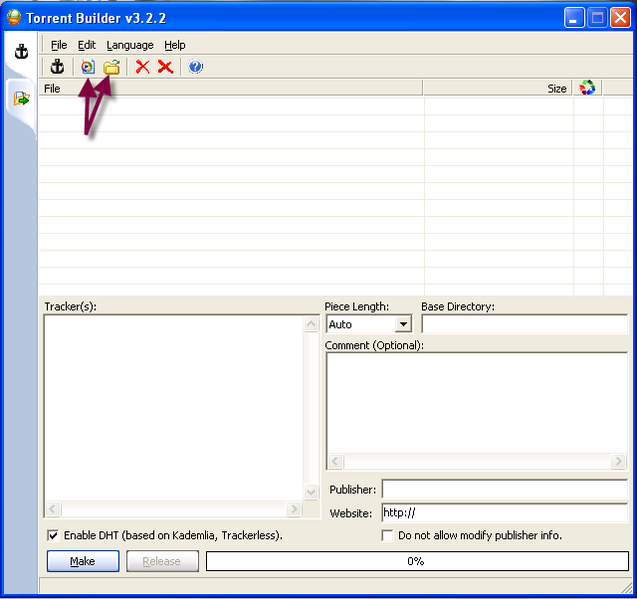 Torrent Builder v3.2.2
File Edit Language Help
File Size
Tracker(s):
Piece Length: Base Directory:
Auto
Comment (Optional):
Publisher:
Website: http://
Enable DHT (based on Kademlia, Trackerless).
Do not allow modify publisher info.
Make Release 0%